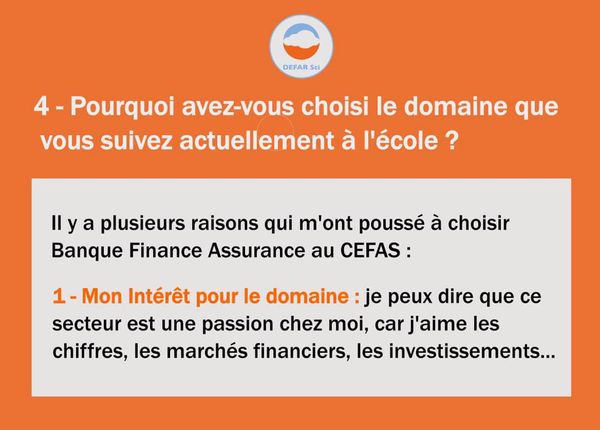 DEFAR Sci
4 - Pourquoi avez-vous choisi le domaine que
vous suivez actuellement à l'école ?
Il y a plusieurs raisons qui m'ont poussé à choisir
Banque Finance Assurance au CEFAS :
1 - Mon Intérêt pour le domaine : je peux dire que ce
secteur est une passion chez moi, car j'aime les
chiffres, les marchés financiers, les investissements...